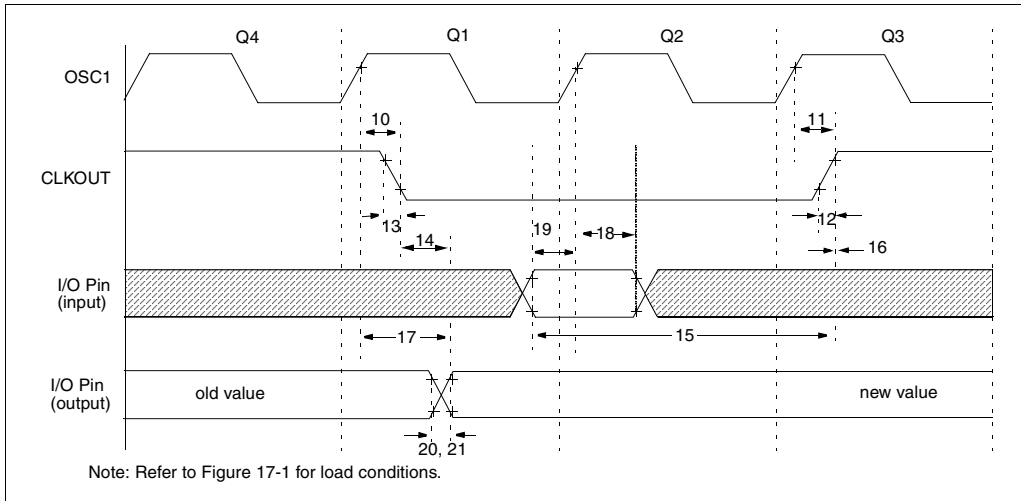 Q4 Q1 Q2 Q3
OSC1
10 11
CLKOUT
13 12
14 19 18 16
I/O Pin
(input)
17 15
I/O Pin
(output)
old value new value
20, 21
Note: Refer to Figure 17-1 for load conditions.